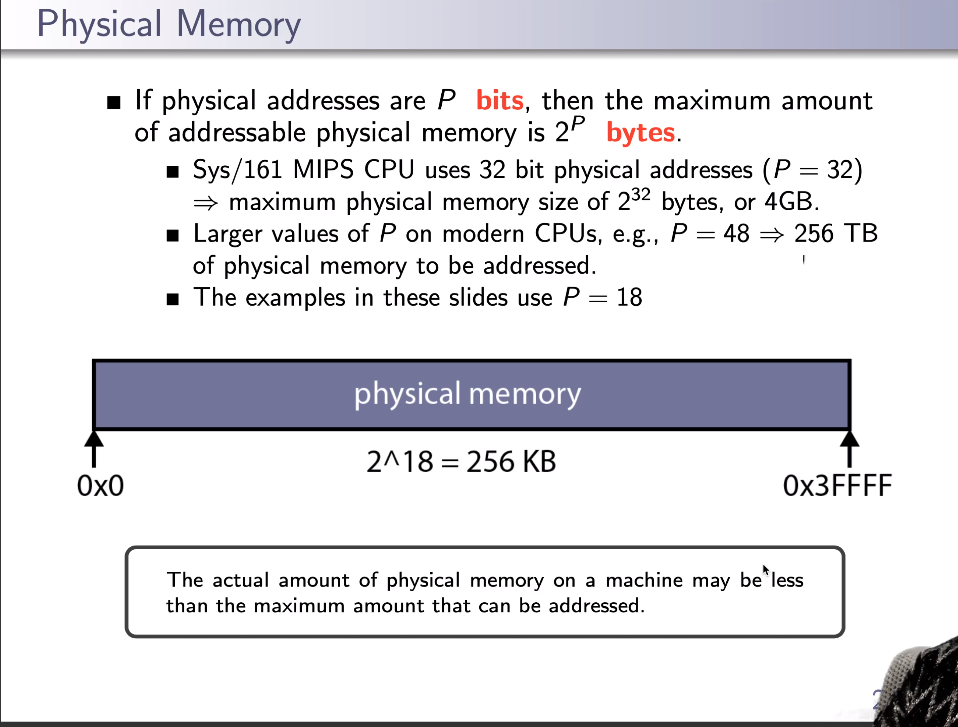 Physical Memory
■ If physical addresses are P bits, then the maximum amount
of addressable physical memory is 2^P bytes.
■ Sys/161 MIPS CPU uses 32 bit physical addresses (P = 32)
⇒ maximum physical memory size of 2^32 bytes, or 4GB.
■ Larger values of P on modern CPUs, e.g., P = 48 ⇒ 256 TB
of physical memory to be addressed.
■ The examples in these slides use P = 18
physical memory
2^18 = 256 KB
0x0 0x3FFFF
The actual amount of physical memory on a machine may be less
than the maximum amount that can be addressed.